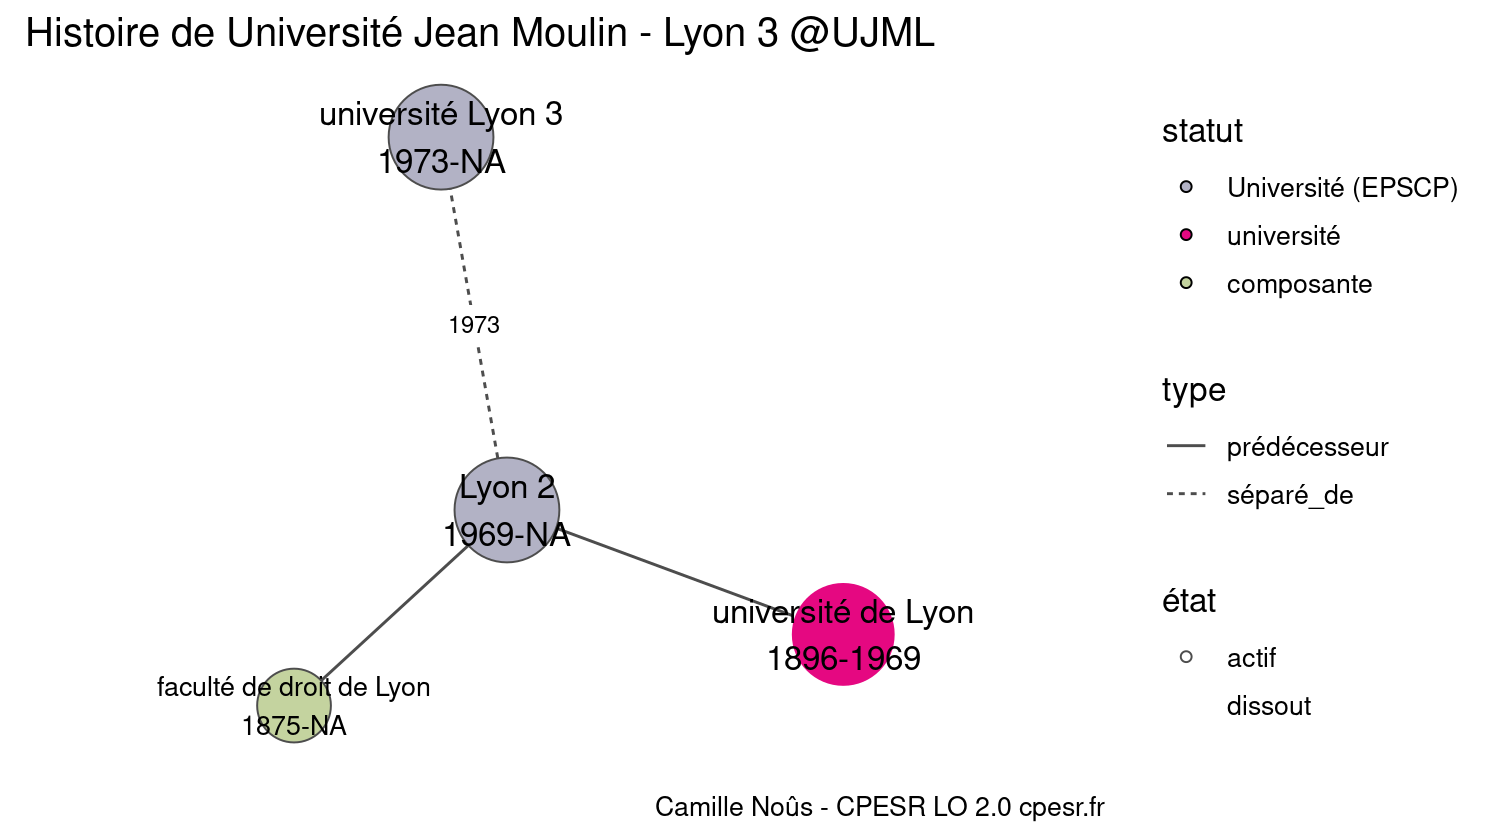 Histoire de Université Jean Moulin - Lyon 3 @UJML
université Lyon 3
1973-NA
1973
Lyon 2
1969-NA
université de Lyon
1896-1969
faculté de droit de Lyon
1875-NA
statut
Université (EPSCP)
université
composante
type
prédécesseur
séparé_de
état
actif
dissout
Camille Noûs - CPESR LO 2.0 cpesr.fr